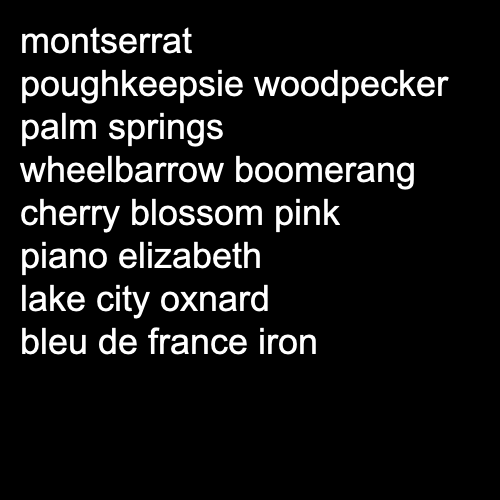 montserrat
poughkeepsie woodpecker
palm springs
wheelbarrow boomerang
cherry blossom pink
piano elizabeth
lake city oxnard
bleu de france iron